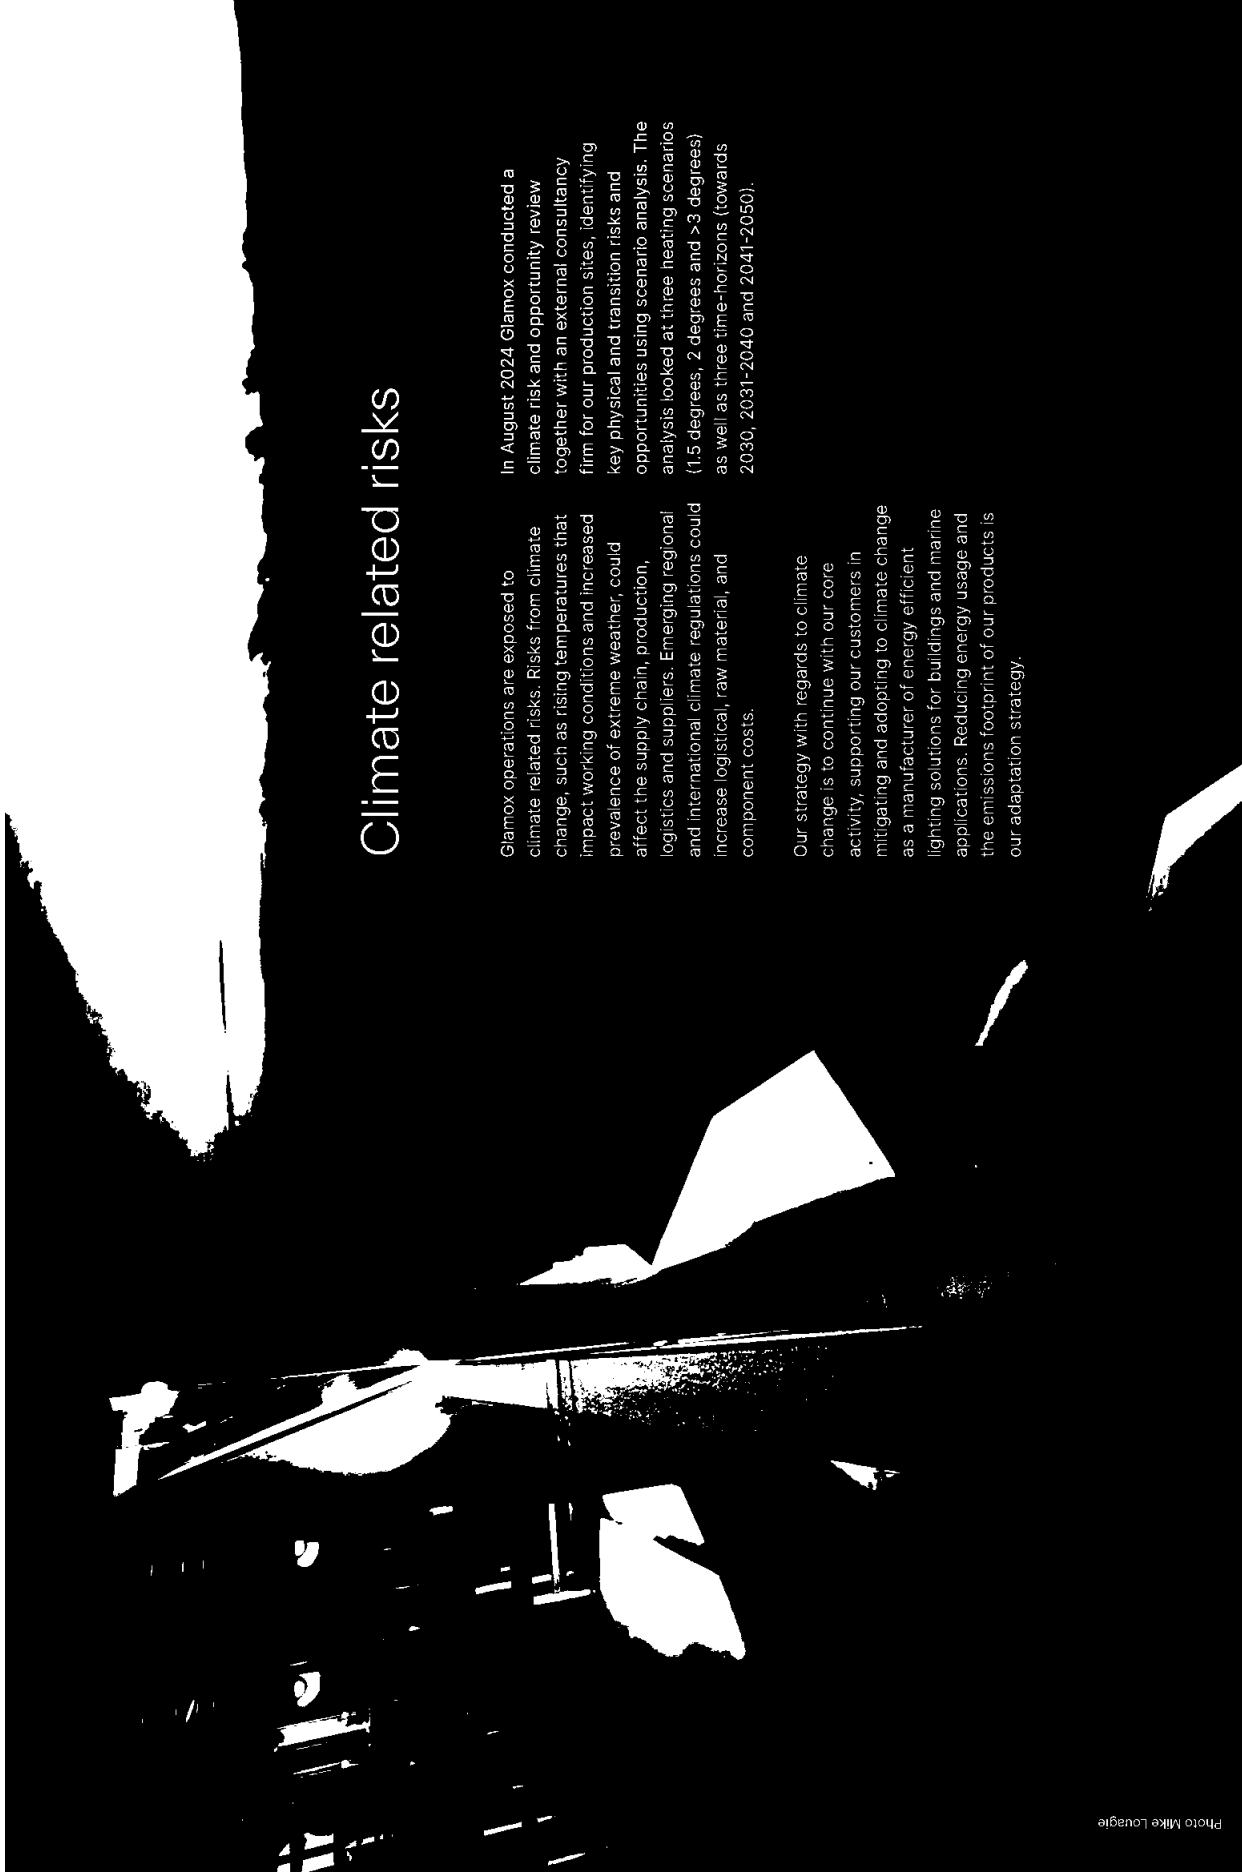 Climate related risks
Glamox operations are exposed to
climate related risks. Risks from climate
change, such as rising temperatures that
impact working conditions and increased
prevalence of extreme weather, could
affect the supply chain, production,
logistics and suppliers. Emerging regional
and international climate regulations could
increase logistical, raw material, and
component costs.
Our strategy with regards to climate
change is to continue with our core
activity, supporting our customers in
mitigating and adopting to climate change
as a manufacturer of energy efficient
lighting solutions for buildings and marine
applications. Reducing energy usage and
the emissions footprint of our products is
our adaptation strategy.
In August 2024 Glamox conducted a
climate risk and opportunity review
together with an external consultancy
firm for our production sites, identifying
key physical and transition risks and
opportunities using scenario analysis. The
analysis looked at three heating scenarios
(1.5 degrees, 2 degrees and >3 degrees)
as well as three time-horizons (towards
2030, 2031-2040 and 2041-2050).
Photo Mike Louagie